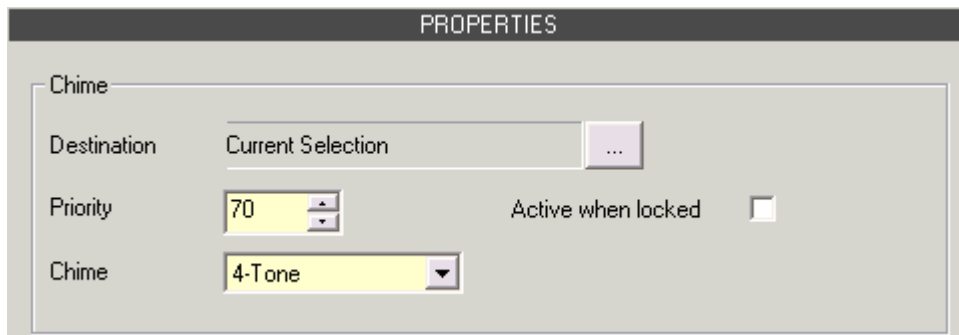 PROPERTIES
Chime
Destination Current Selection ...
Priority 70 Active when locked
Chime 4-Tone